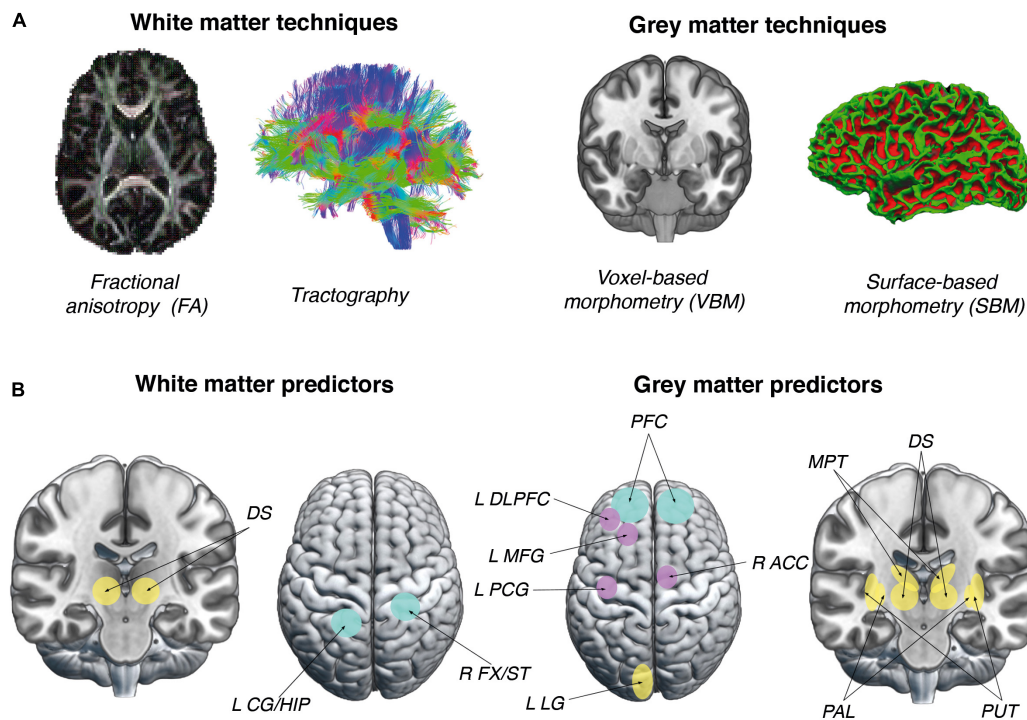 A
White matter techniques
Grey matter techniques
Fractional
anisotropy (FA)
Tractography
Voxel-based
morphometry (VBM)
Surface-based
morphometry (SBM)
B
White matter predictors
Grey matter predictors
DS
L CG/HIP
R FX/ST
PFC
L DLPFC
L MFG
L PCG
R ACC
L LG
MPT
DS
PAL
PUT